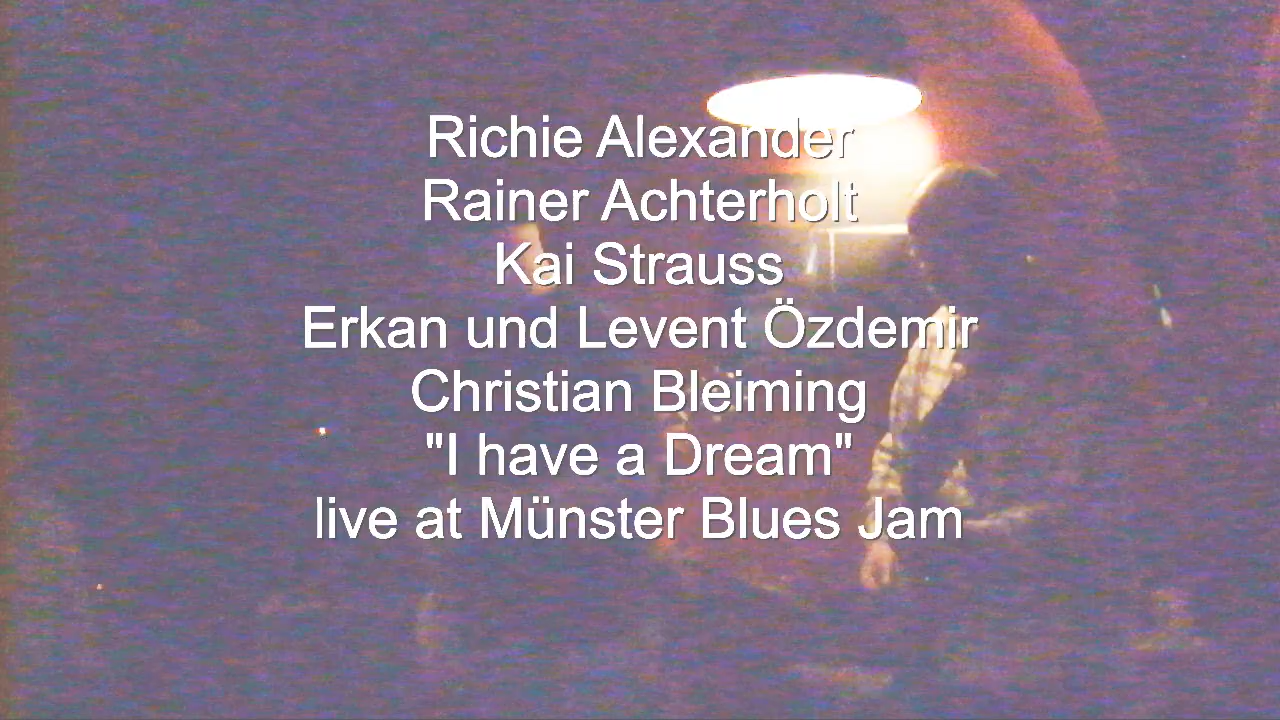 Richie Alexander
Rainer Achterholt
Kai Strauss
Erkan und Levent Özdemir
Christian Bleiming
"I have a Dream"
live at Münster Blues Jam